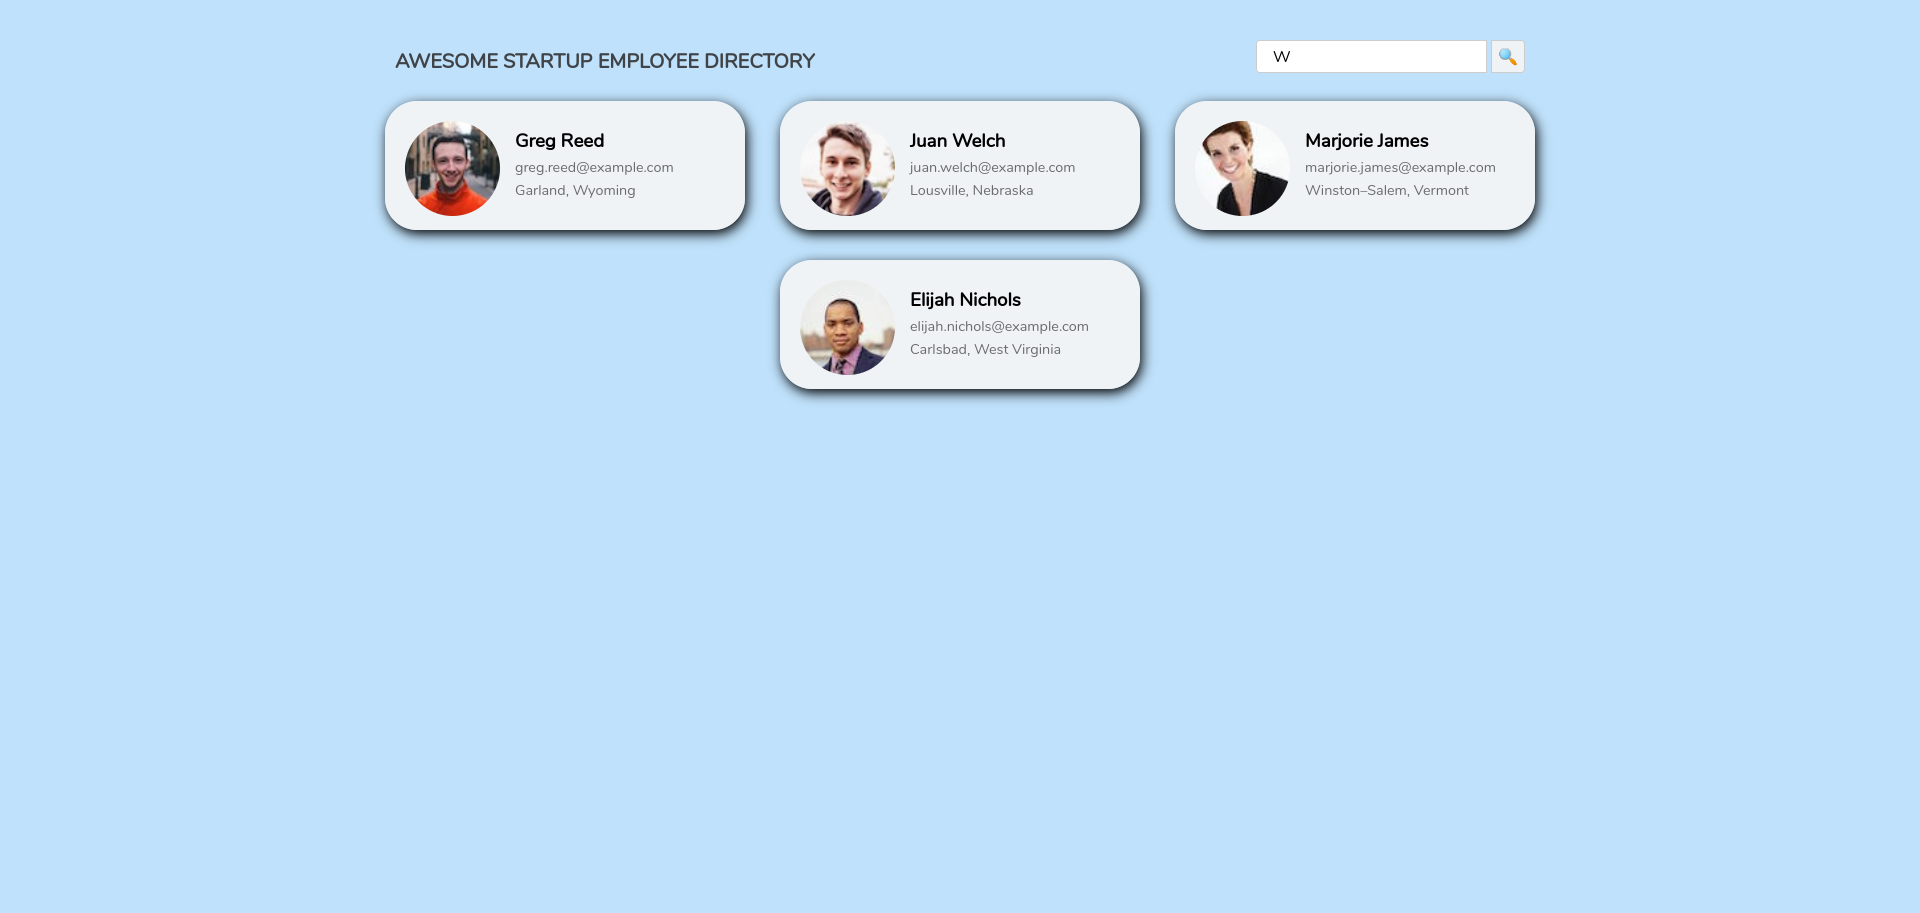 AWESOME STARTUP EMPLOYEE DIRECTORY
W
Greg Reed
greg.reed@example.com
Garland, Wyoming
Juan Welch
juan.welch@example.com
Lousville, Nebraska
Marjorie James
marjorie.james@example.com
Winston–Salem, Vermont
Elijah Nichols
elijah.nichols@example.com
Carlsbad, West Virginia